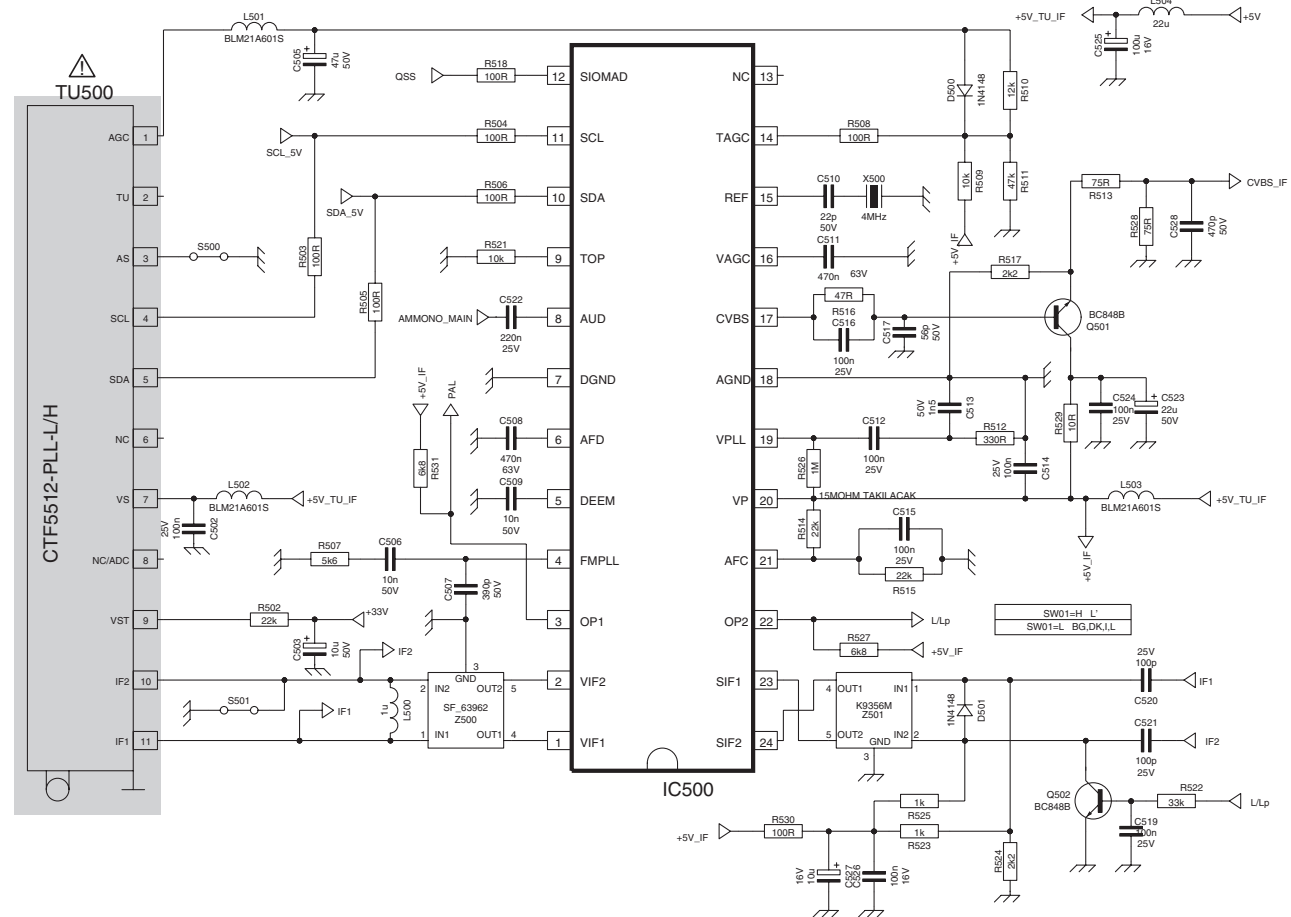 L501
BLM21A601S
C505
47u
50V
+5V_TU_IF
L504
22u
+5V
C525
100u
16V
TU500
CTF5512-PLL-L/H
AGC 1
TU 2
AS 3
SCL 4
SDA 5
NC 6
VS 7
NC/ADC 8
VST 9
IF2 10
IF1 11
S500
SCL_5V
SDA_5V
R503
100R
R505
100R
QSS
R518
100R
R504
100R
R506
100R
R521
10k
AMMONO_MAIN
C522
220n
25V
+5V_IF
PAL
6k8
R531
C508
470n
63V
C509
10n
50V
L502
BLM21A601S
+5V_TU_IF
25V
100n
C502
R507
5k6
C506
10n
50V
C507
390p
50V
R502
22k
+33V
C503
10u
50V
IF2
S501
IF1
1u
L500
3
GND
2 IN2 OUT2 5
SF_63962
Z500
1 IN1 OUT1 4
12 SIOMAD
11 SCL
10 SDA
9 TOP
8 AUD
7 DGND
6 AFD
5 DEEM
4 FMPLL
3 OP1
2 VIF2
1 VIF1
IC500
NC 13
TAGC 14
REF 15
VAGC 16
CVBS 17
AGND 18
VPLL 19
VP 20
AFC 21
OP2 22
SIF1 23
SIF2 24
D500
1N4148
12k
R510
R508
100R
10k
R509
47k
R511
+5V_IF
C510
22p
50V
X500
4MHz
C511
470n
63V
47R
R516
C516
100n
25V
C517
56p
50V
R517
2k2
75R
R513
R528
75R
C528
470p
50V
CVBS_IF
BC848B
Q501
50V
1n5
C513
C512
100n
25V
R512
330R
25V
100n
C514
R529
10R
C524
100n
25V
C523
22u
50V
R526
1M
15MOHM TAKILACAK
R514
22k
L503
BLM21A601S
+5V_TU_IF
+5V_IF
C515
100n
25V
22k
R515
L/Lp
R527
6k8
+5V_IF
SW01=H L'
SW01=L BG,DK,I,L
4 OUT1 IN1 1
K9356M
Z501
5 OUT2 IN2 2
GND
3
1N4148
D501
25V
100p
C520
IF1
C521
100p
25V
IF2
Q502
BC848B
R522
33k
L/Lp
C519
100n
25V
1k
R525
1k
R523
+5V_IF
R530
100R
R524
2k2
16V
10u
C527
C526
100n
16V